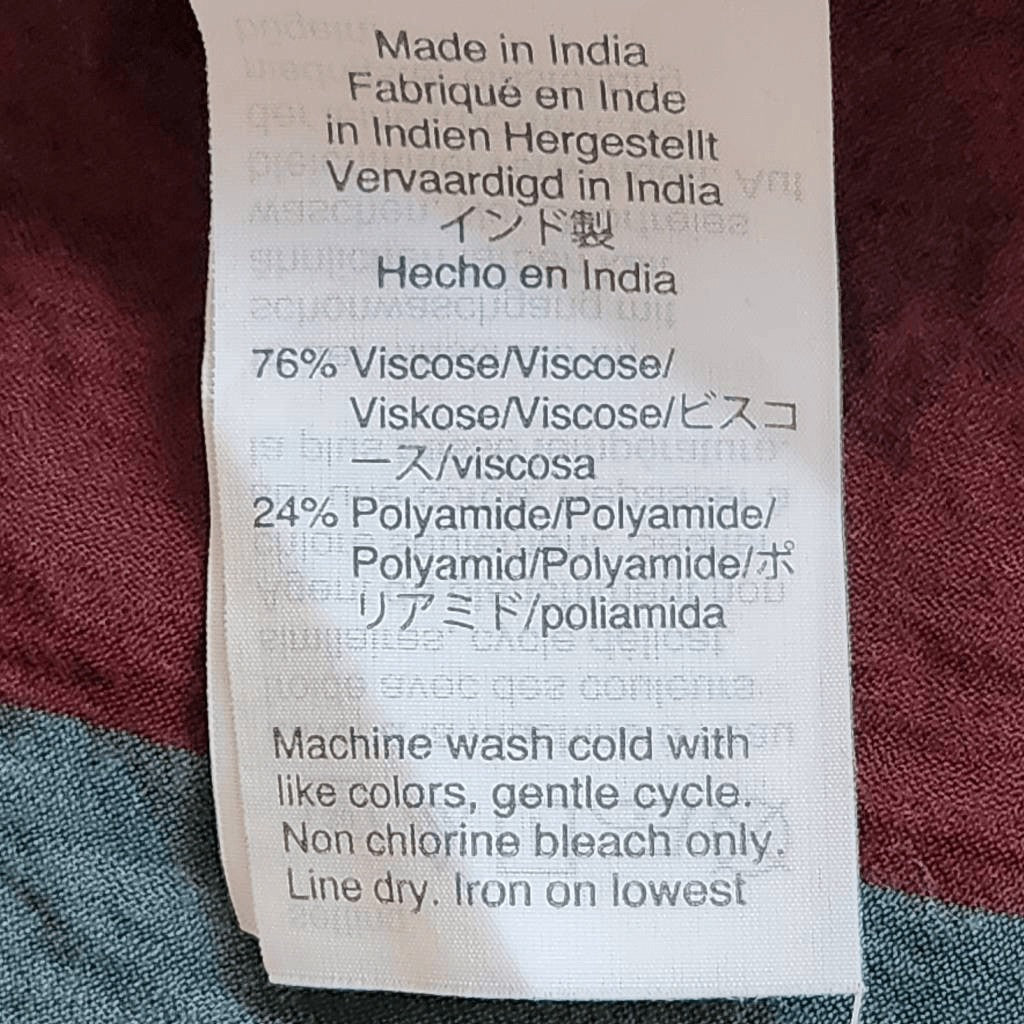 Made in India
Fabriqué en Inde
in Indien Hergestellt
Vervaardigd in India
インド製
Hecho en India
76% Viscose/Viscose/
Viskose/Viscose/ビスコ
ース/viscosa
24% Polyamide/Polyamide/
Polyamid/Polyamide/ポ
リアミド/poliamida
Machine wash cold with
like colors, gentle cycle.
Non chlorine bleach only.
Line dry. Iron on lowest